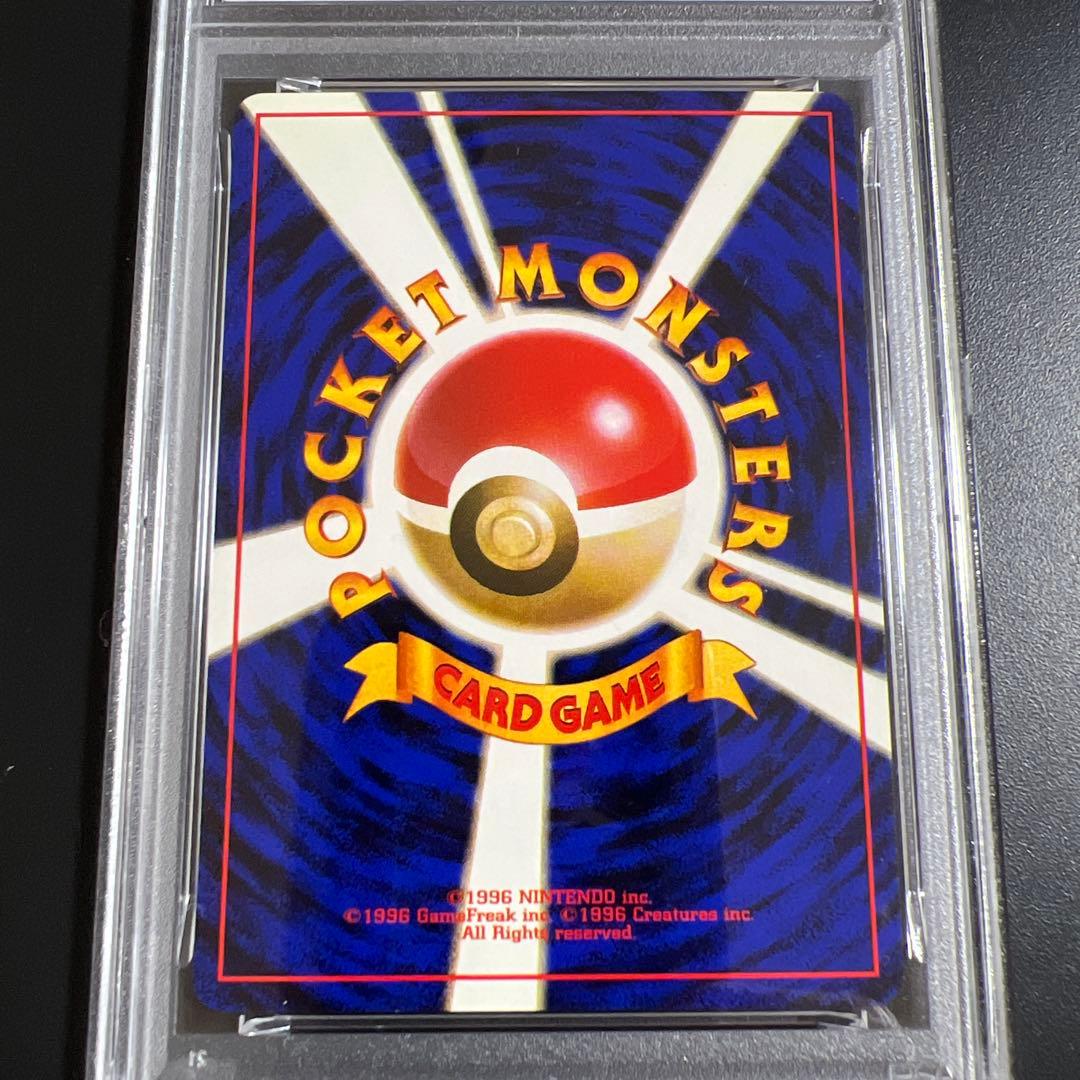 POCKET MONSTERS
CARD GAME
©1996 NINTENDO inc.
©1996 GameFreak inc. ©1996 Creatures inc.
All Rights reserved.